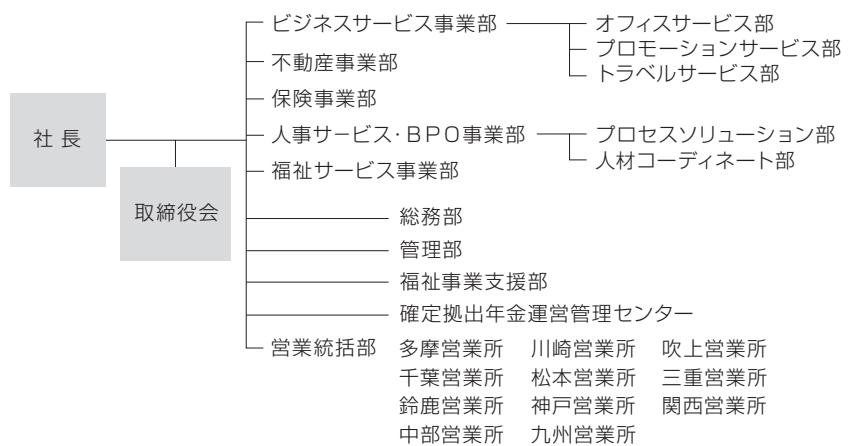 ビジネスサービス事業部 オフィスサービス部
プロモーションサービス部
不動産事業部 トラベルサービス部
保険事業部
社 長 人事サービス・BPO事業部 プロセスソリューション部
人材コーディネート部
福祉サービス事業部
取締役会 総務部
管理部
福祉事業支援部
確定拠出年金運営管理センター
営業統括部 多摩営業所 川崎営業所 吹上営業所
千葉営業所 松本営業所 三重営業所
鈴鹿営業所 神戸営業所 関西営業所
中部営業所 九州営業所